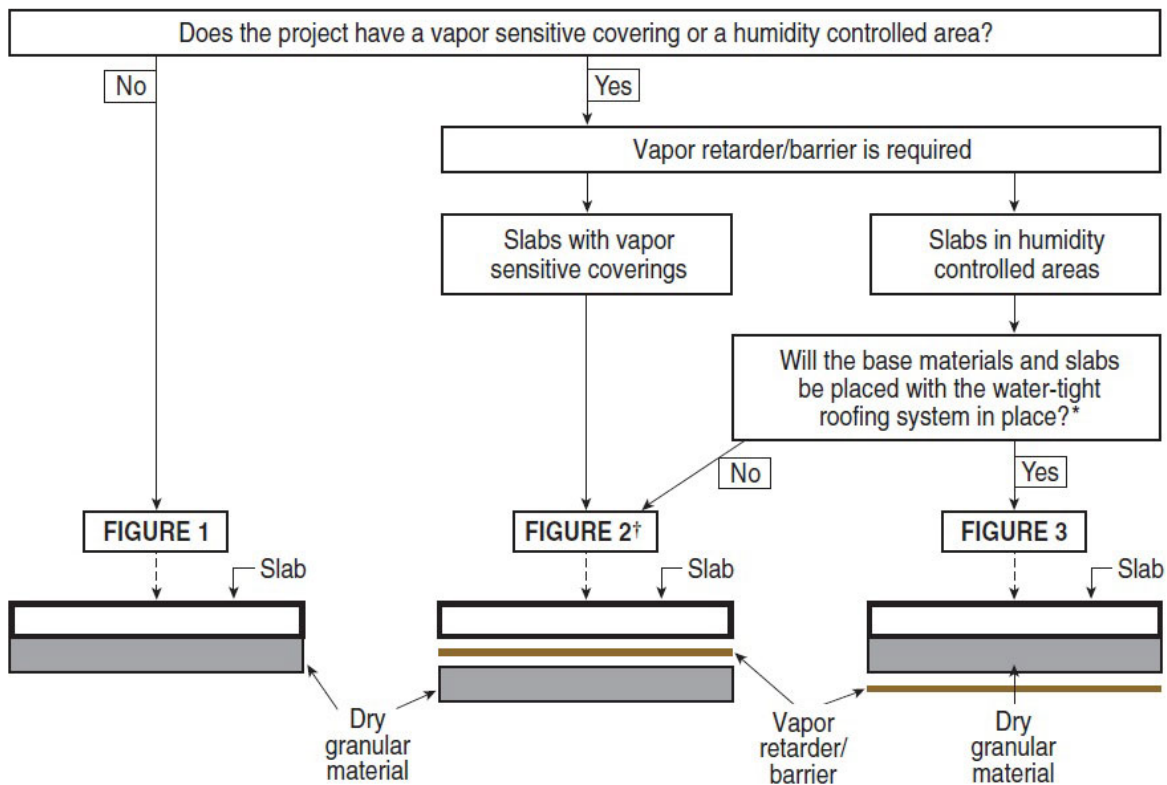 Does the project have a vapor sensitive covering or a humidity controlled area?
No
Yes
Vapor retarder/barrier is required
Slabs with vapor
sensitive coverings
Slabs in humidity
controlled areas
Will the base materials and slabs
be placed with the water-tight
roofing system in place?*
No
Yes
FIGURE 1
FIGURE 2†
FIGURE 3
Slab
Slab
Slab
Dry
granular
material
Vapor
retarder/
barrier
Dry
granular
material